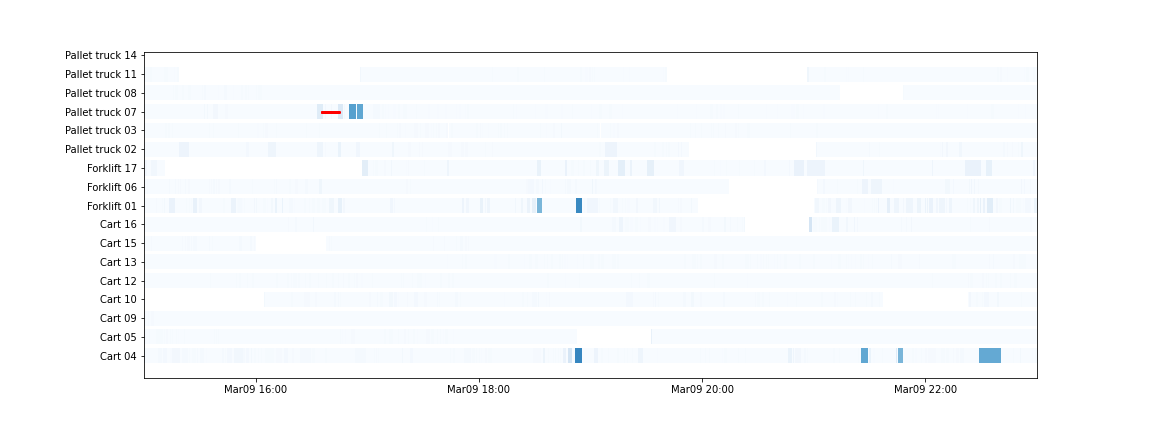 Pallet truck 14
Pallet truck 11
Pallet truck 08
Pallet truck 07
Pallet truck 03
Pallet truck 02
Forklift 17
Forklift 06
Forklift 01
Cart 16
Cart 15
Cart 13
Cart 12
Cart 10
Cart 09
Cart 05
Cart 04
Mar09 16:00
Mar09 18:00
Mar09 20:00
Mar09 22:00